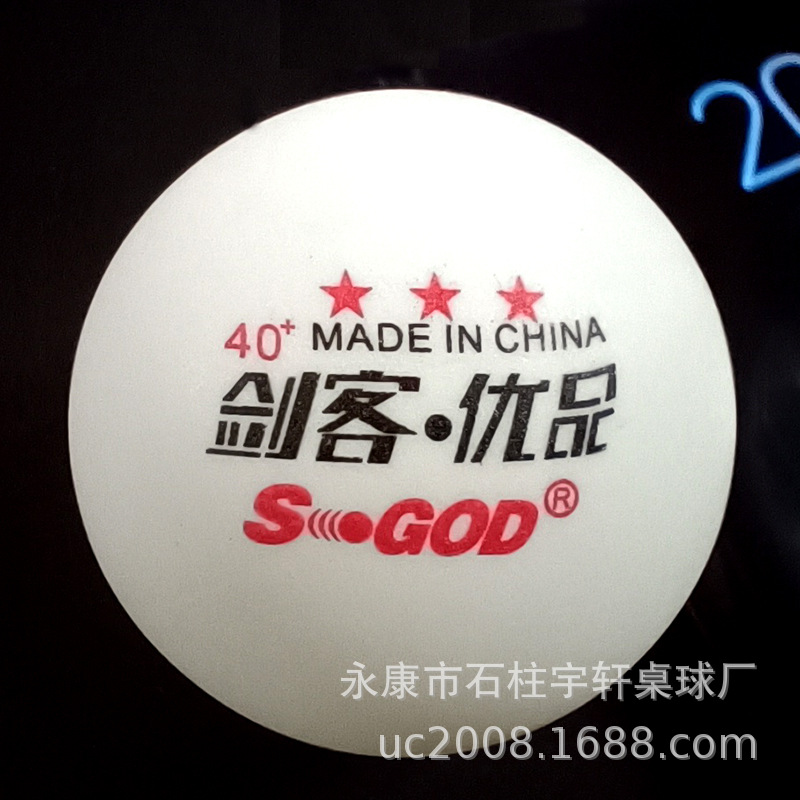 40+ MADE IN CHINA
剑客·优品
S GOD®
永康市石柱宇轩桌球厂
uc2008.1688.com